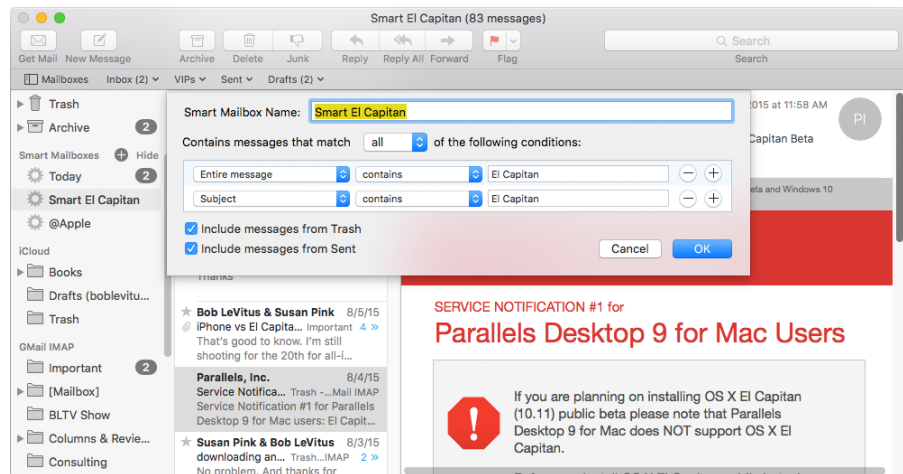 Smart El Capitan (83 messages)
Get Mail New Message Archive Delete Junk Reply Reply All Forward Flag Search
Search
Mailboxes Inbox (2) VIPs Sent Drafts (2)
Trash
Archive 2
Smart Mailboxes Hide
Today 2
Smart El Capitan
@Apple
iCloud
Books
Drafts (boblevitu...
Trash
GMail IMAP
Important 2
[Mailbox]
BLTV Show
Columns & Revie...
Consulting
Smart Mailbox Name: Smart El Capitan
Contains messages that match all of the following conditions:
Entire message contains El Capitan
Subject contains El Capitan
Include messages from Trash
Include messages from Sent
Cancel OK
Thanks
Bob LeVitus & Susan Pink 8/5/15
iPhone vs El Capita... Important 4 »
That's good to know. I'm still
shooting for the 20th for all-i...
Parallels, Inc. 8/4/15
Service Notifica... Trash -...Mail IMAP
Service Notification #1 for Parallels
Desktop 9 for Mac users: El Capit...
Susan Pink & Bob LeVitus 8/3/15
downloading an... Trash...IMAP 2 »
No problem. And thanks for
2015 at 11:58 AM
PI
Capitan Beta
eta and Windows 10
SERVICE NOTIFICATION #1 for
Parallels Desktop 9 for Mac Users
If you are planning on installing OS X El Capitan
(10.11) public beta please note that Parallels
Desktop 9 for Mac does NOT support OS X El
Capitan.